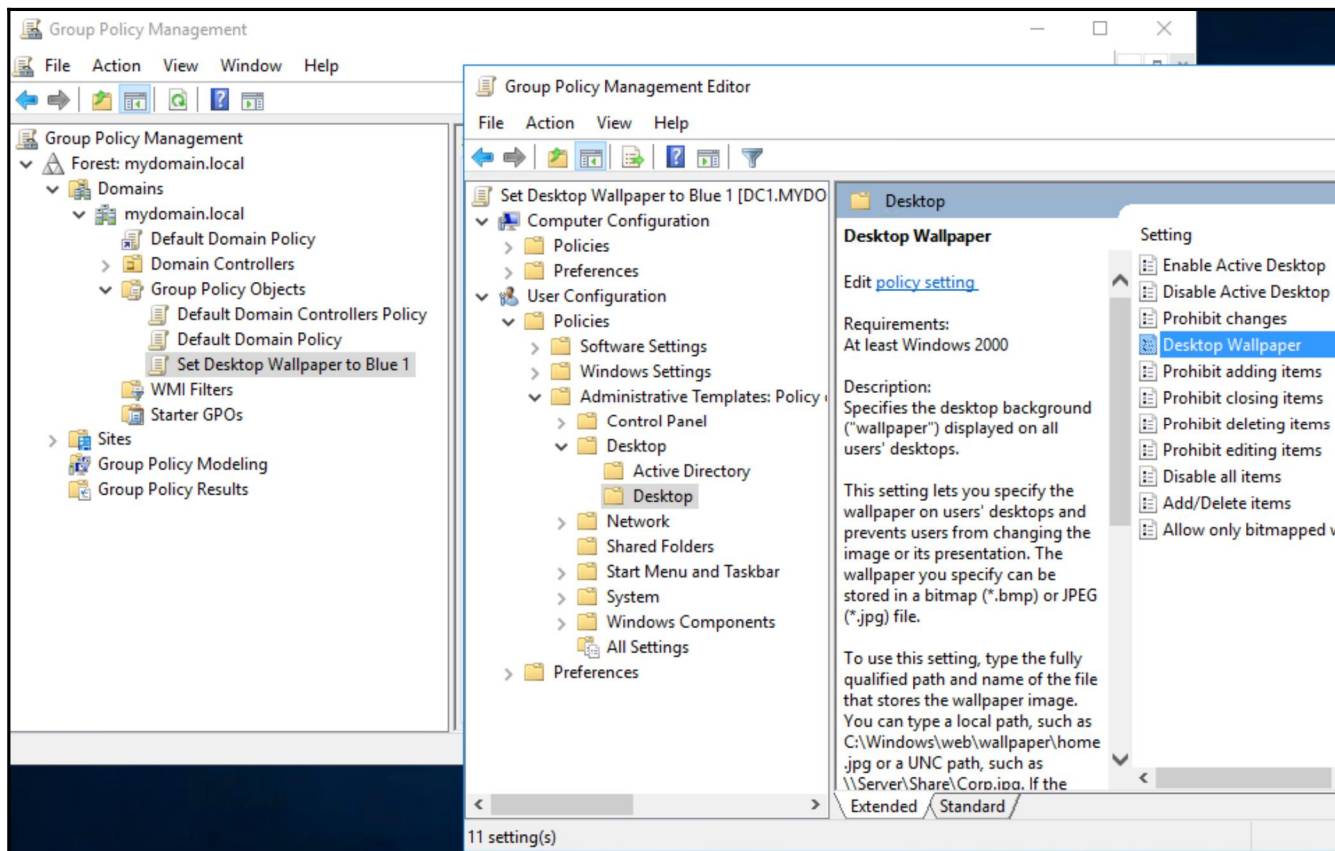 Group Policy Management
File Action View Window Help
Group Policy Management
Forest: mydomain.local
Domains
mydomain.local
Default Domain Policy
Domain Controllers
Group Policy Objects
Default Domain Controllers Policy
Default Domain Policy
Set Desktop Wallpaper to Blue 1
WMI Filters
Starter GPOs
Sites
Group Policy Modeling
Group Policy Results
Group Policy Management Editor
File Action View Help
Set Desktop Wallpaper to Blue 1 [DC1.MYDO
Computer Configuration
Policies
Preferences
User Configuration
Policies
Software Settings
Windows Settings
Administrative Templates: Policy
Control Panel
Desktop
Active Directory
Desktop
Network
Shared Folders
Start Menu and Taskbar
System
Windows Components
All Settings
Preferences
Desktop
Desktop Wallpaper
Edit policy setting
Requirements:
At least Windows 2000
Description:
Specifies the desktop background
("wallpaper") displayed on all
users' desktops.
This setting lets you specify the
wallpaper on users' desktops and
prevents users from changing the
image or its presentation. The
wallpaper you specify can be
stored in a bitmap (*.bmp) or JPEG
(*.jpg) file.
To use this setting, type the fully
qualified path and name of the file
that stores the wallpaper image.
You can type a local path, such as
C:\Windows\web\wallpaper\home
.jpg or a UNC path, such as
\\Server\Share\Corp.jpg. If the
Setting
Enable Active Desktop
Disable Active Desktop
Prohibit changes
Desktop Wallpaper
Prohibit adding items
Prohibit closing items
Prohibit deleting items
Prohibit editing items
Disable all items
Add/Delete items
Allow only bitmapped
Extended Standard
11 setting(s)